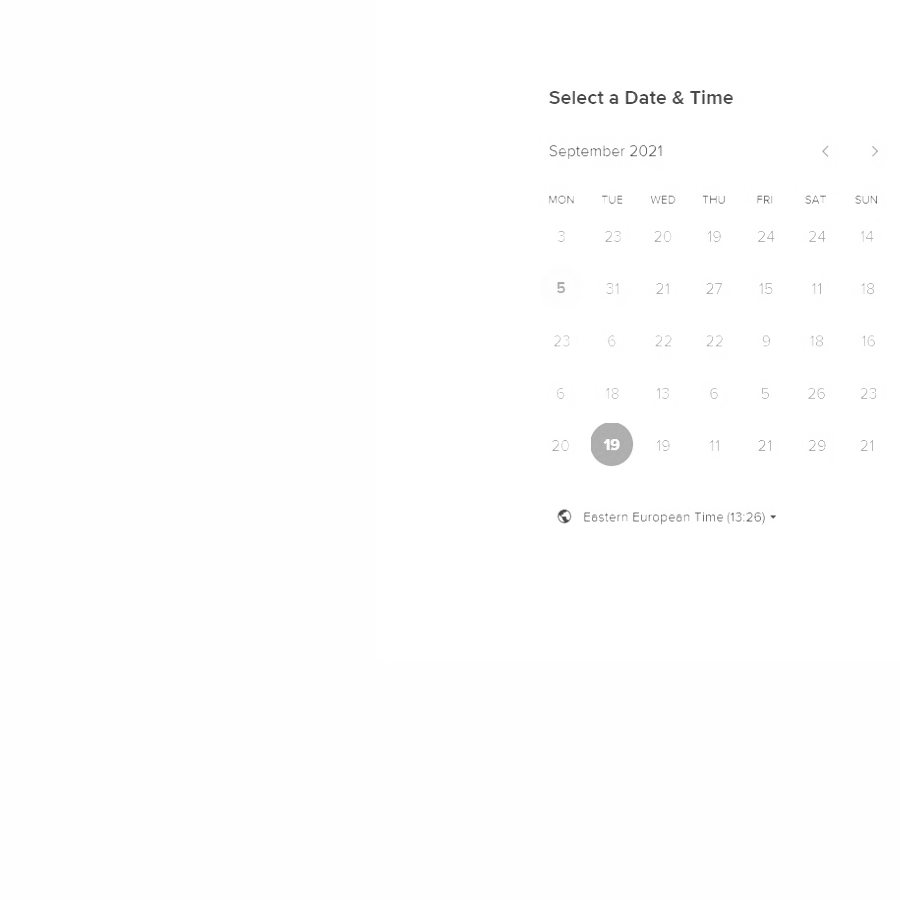 Select a Date & Time
September 2021
MON TUE WED THU FRI SAT SUN
3 23 20 19 24 24 14
5 31 21 27 15 11 18
23 6 22 22 9 18 16
6 18 13 6 5 26 23
20 19 19 11 21 29 21
Eastern European Time (13:26)